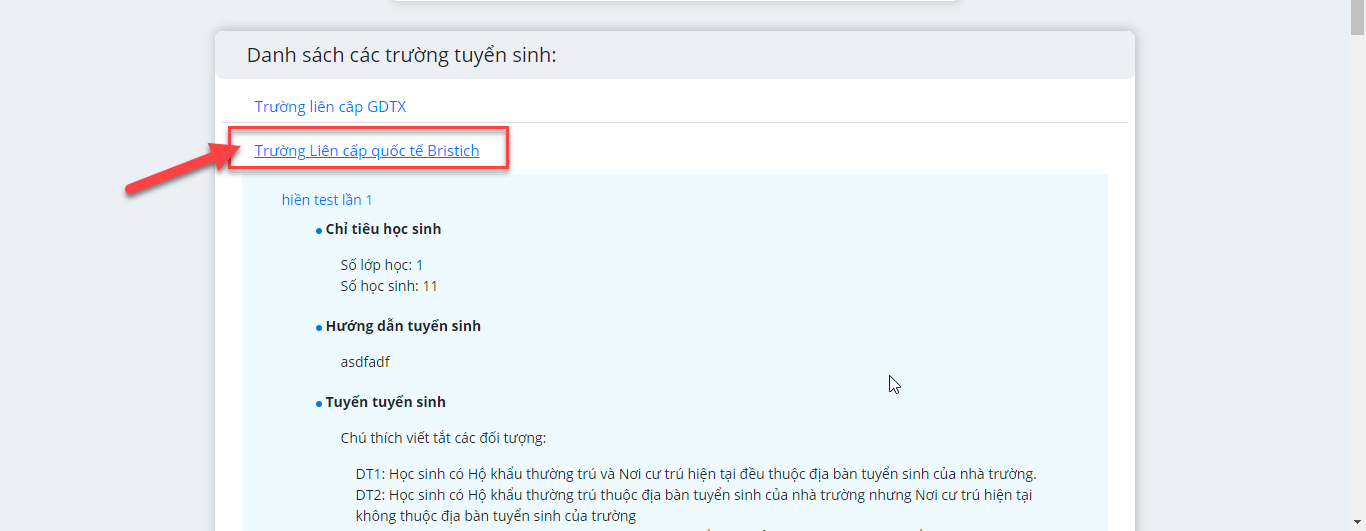 Danh sách các trường tuyển sinh:
Trường liên câp GDTX
Trường Liên cấp quốc tế Bristich
hiền test lần 1
Chỉ tiêu học sinh
Số lớp học: 1
Số học sinh: 11
Hướng dẫn tuyển sinh
asdfadf
Tuyến tuyển sinh
Chú thích viết tắt các đối tượng:
DT1: Học sinh có Hộ khẩu thường trú và Nơi cư trú hiện tại đều thuộc địa bàn tuyển sinh của nhà trường.
DT2: Học sinh có Hộ khẩu thường trú thuộc địa bàn tuyển sinh của nhà trường nhưng Nơi cư trú hiện tại
không thuộc địa bàn tuyển sinh của trường